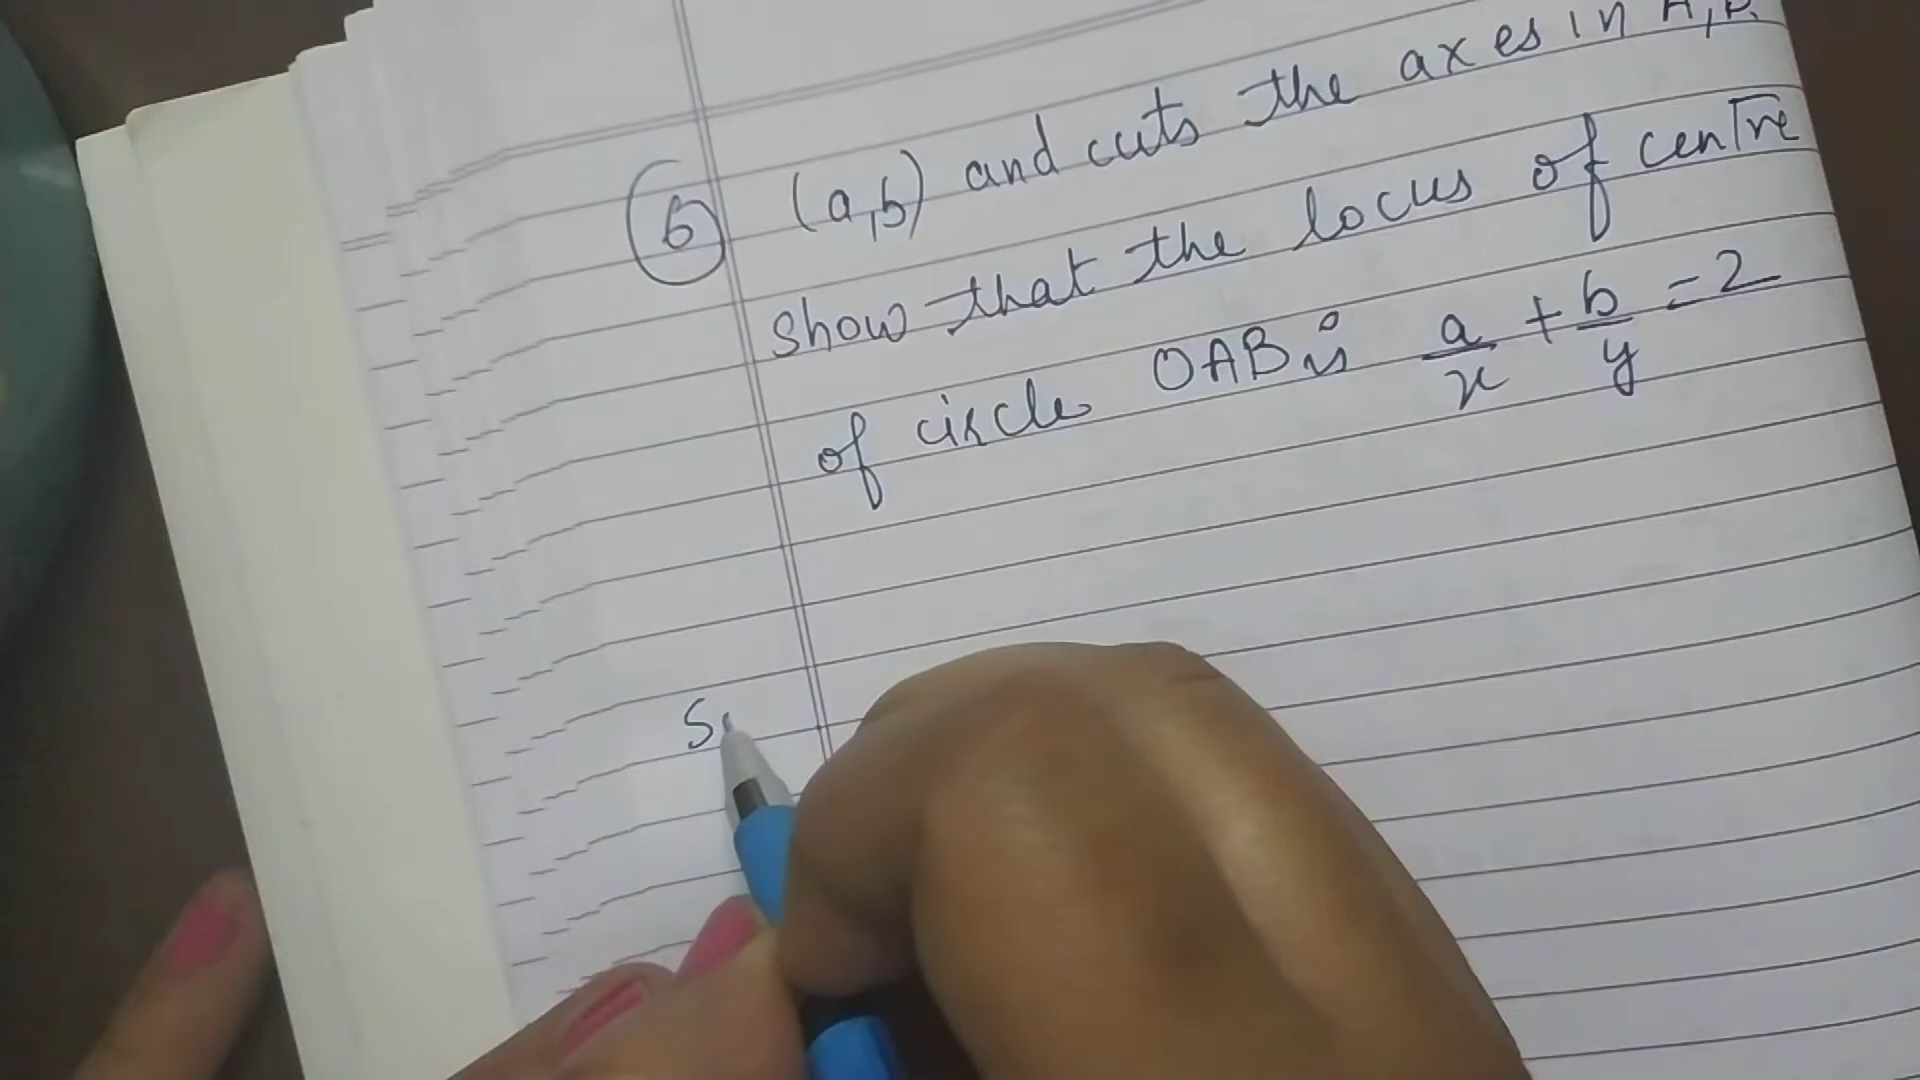 (a,b) and cuts the axes in A,B.
6 show that the locus of centre
of circle OAB is a/x + b/y = 2
S